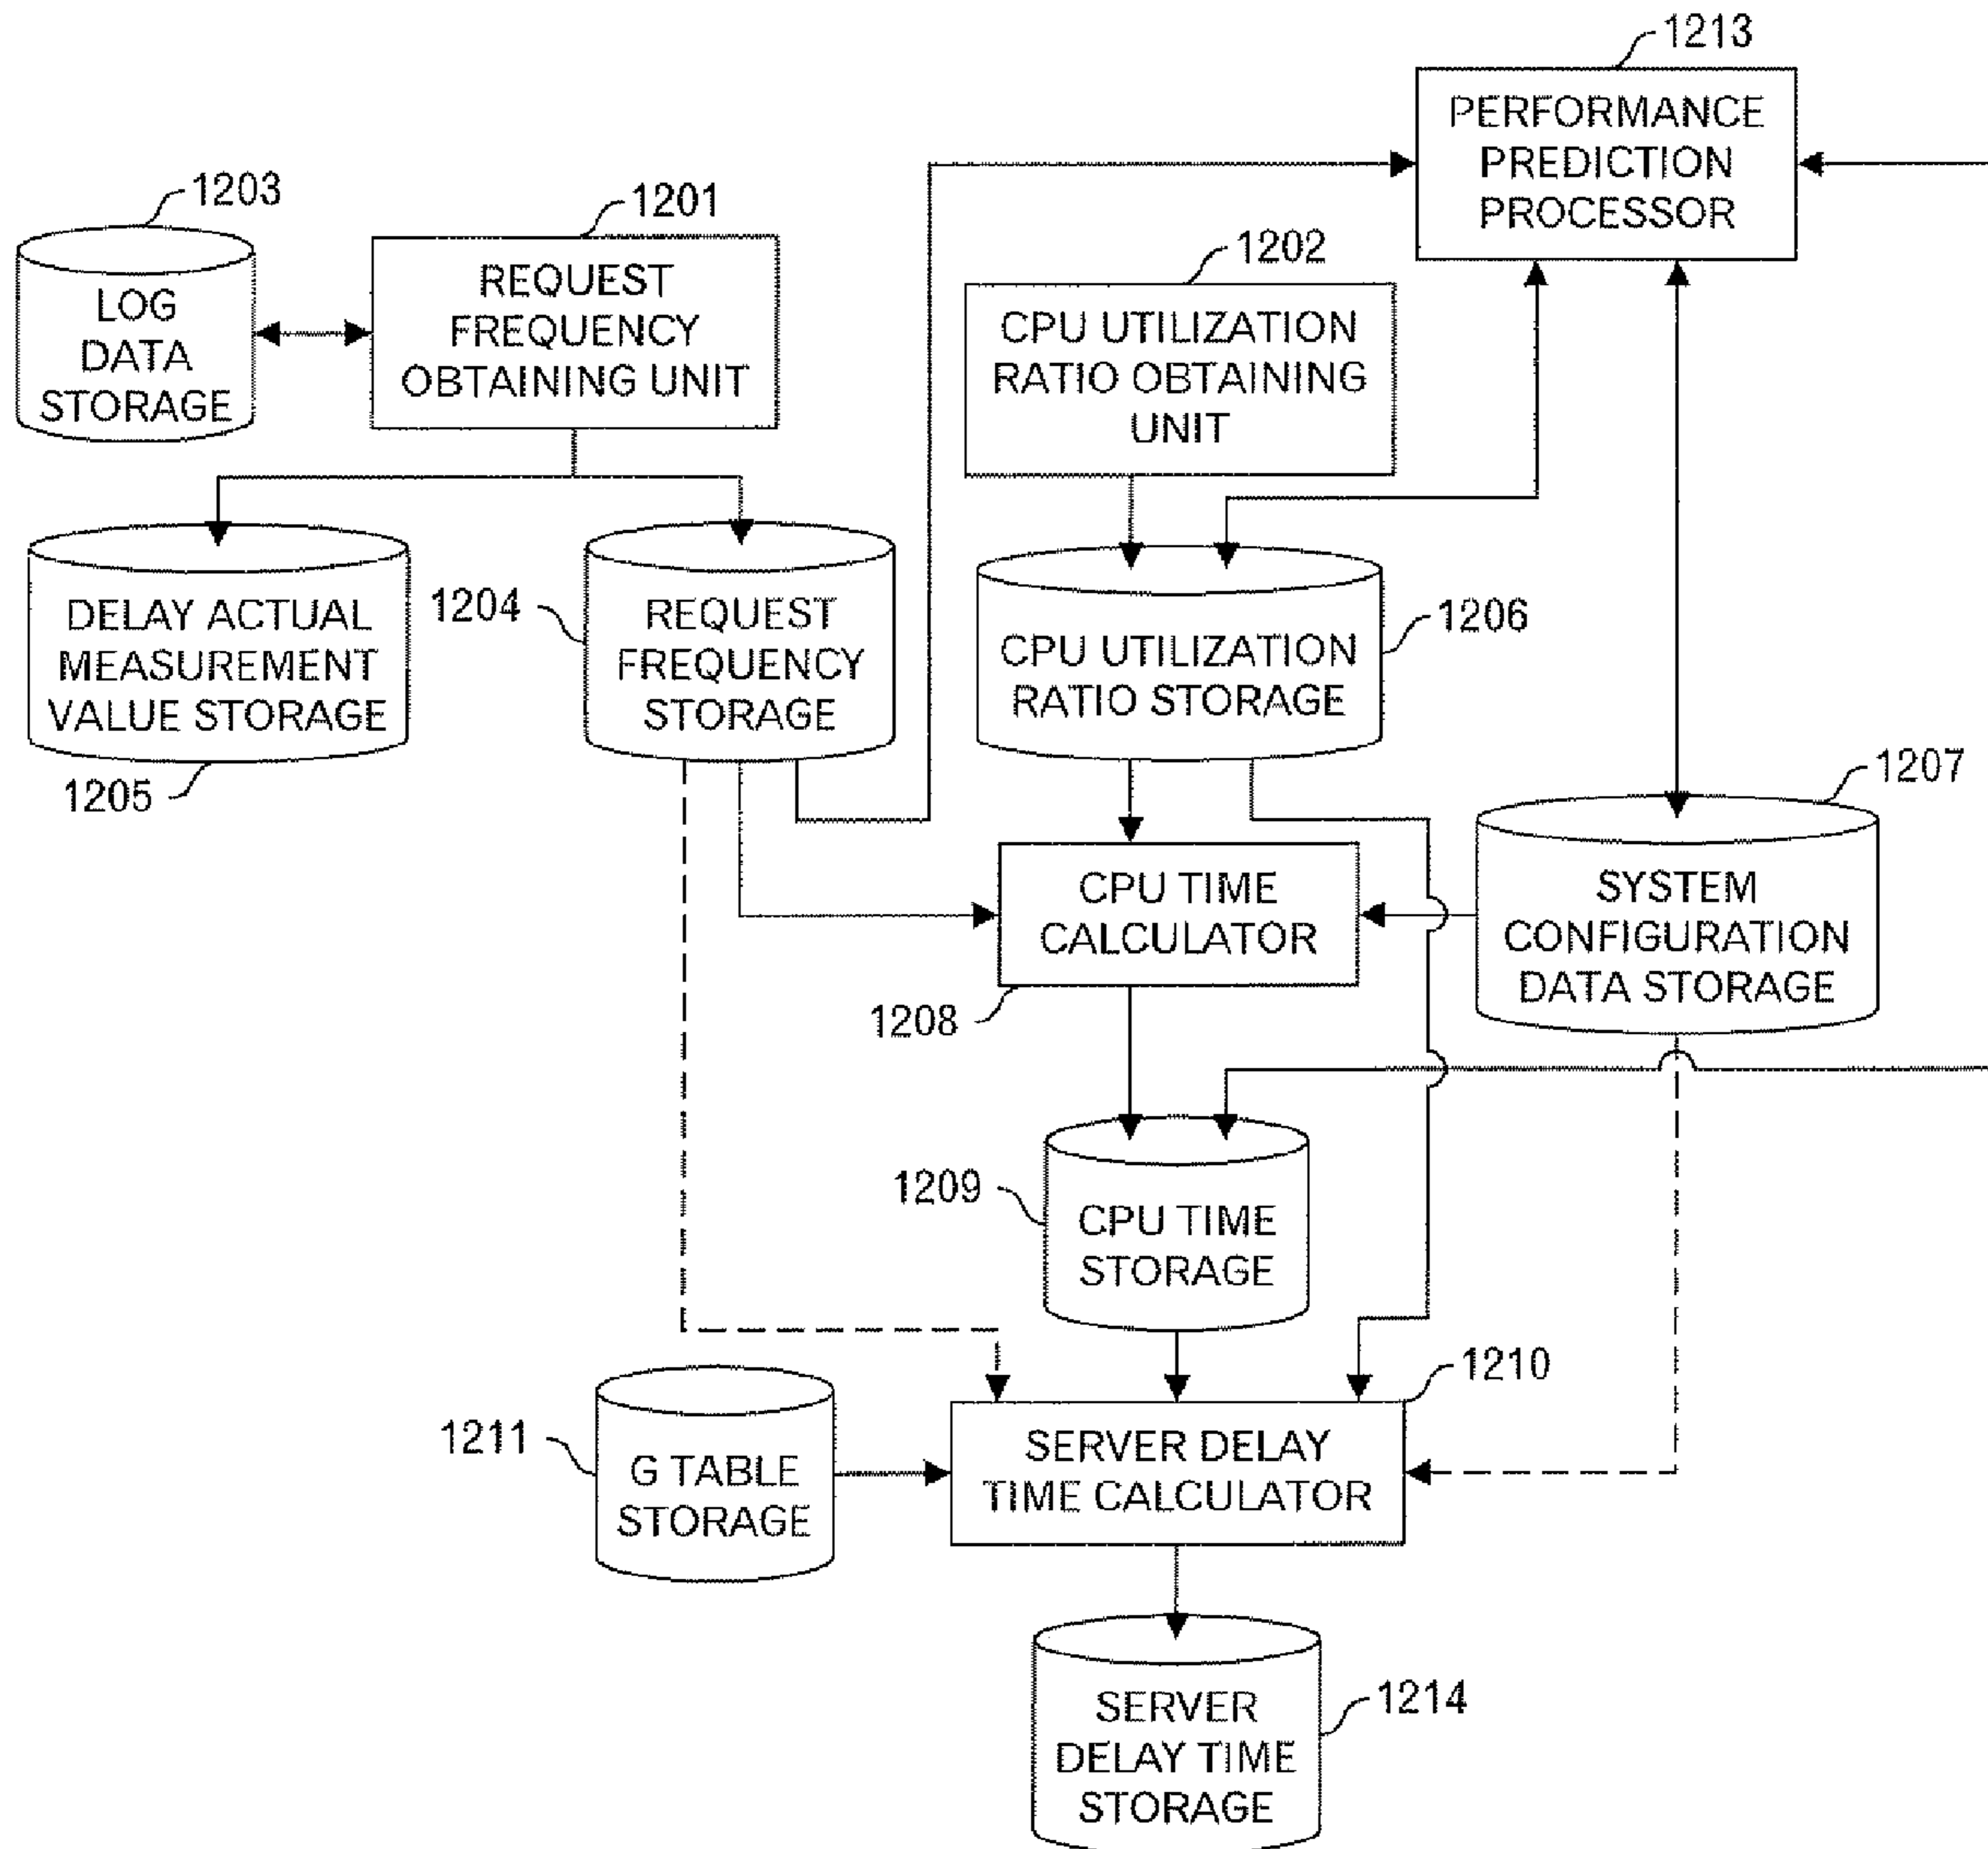 1213
PERFORMANCE
PREDICTION
PROCESSOR
1203
LOG
DATA
STORAGE
1201
REQUEST
FREQUENCY
OBTAINING UNIT
1202
CPU UTILIZATION
RATIO OBTAINING
UNIT
DELAY ACTUAL
MEASUREMENT
VALUE STORAGE
1205
1204
REQUEST
FREQUENCY
STORAGE
1206
CPU UTILIZATION
RATIO STORAGE
1207
SYSTEM
CONFIGURATION
DATA STORAGE
CPU TIME
CALCULATOR
1208
1209
CPU TIME
STORAGE
1211
G TABLE
STORAGE
1210
SERVER DELAY
TIME CALCULATOR
1214
SERVER
DELAY TIME
STORAGE